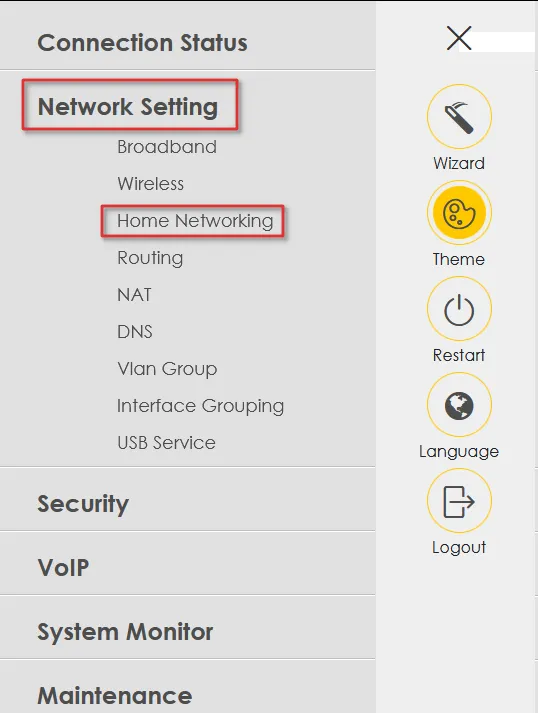 Connection Status
Network Setting
Broadband
Wireless
Home Networking
Routing
NAT
DNS
Vlan Group
Interface Grouping
USB Service
Security
VoIP
System Monitor
Maintenance
Wizard
Theme
Restart
Language
Logout